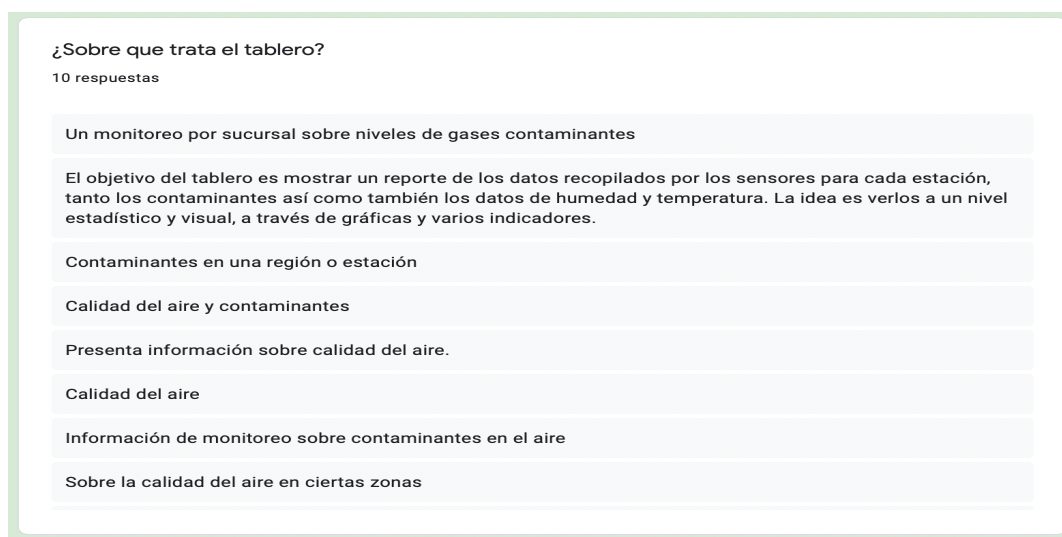 ¿Sobre que trata el tablero?
10 respuestas
Un monitoreo por sucursal sobre niveles de gases contaminantes
El objetivo del tablero es mostrar un reporte de los datos recopilados por los sensores para cada estación,
tanto los contaminantes así como también los datos de humedad y temperatura. La idea es verlos a un nivel
estadístico y visual, a través de gráficas y varios indicadores.
Contaminantes en una región o estación
Calidad del aire y contaminantes
Presenta información sobre calidad del aire.
Calidad del aire
Información de monitoreo sobre contaminantes en el aire
Sobre la calidad del aire en ciertas zonas